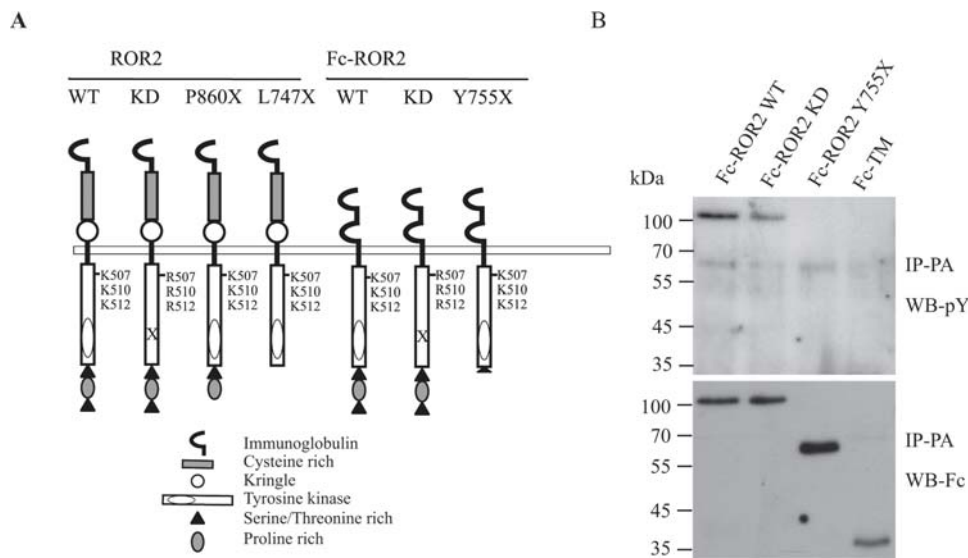 A
ROR2
Fc-ROR2
WT KD P860X L747X WT KD Y755X
K507 R507 K507 K507 K507 R507 K507
K510 R510 K510 K510 K510 R510 K510
K512 R512 K512 K512 K512 R512 K512
X X
Immunoglobulin
Cysteine rich
Kringle
Tyrosine kinase
Serine/Threonine rich
Proline rich
B
Fc-ROR2 WT
Fc-ROR2 KD
Fc-ROR2 Y755X
Fc-TM
kDa
100
70
55
45
35
IP-PA
WB-pY
100
70
55
45
35
IP-PA
WB-Fc